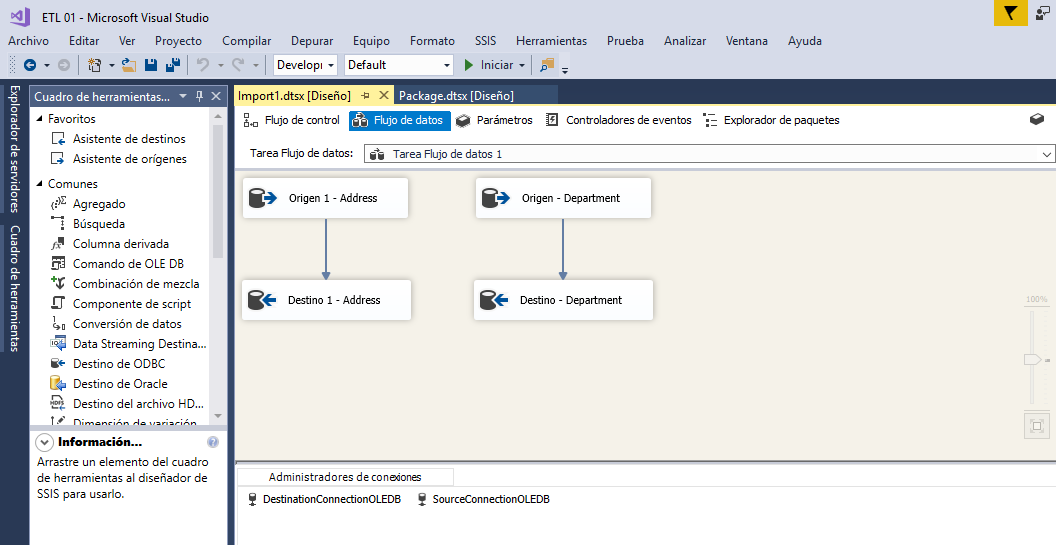 ETL 01 - Microsoft Visual Studio
Archivo Editar Ver Proyecto Compilar Depurar Equipo Formato SSIS Herramientas Prueba Analizar Ventana Ayuda
Develop Default Iniciar
Explorador de servidores
Cuadro de herramientas
Cuadro de herramientas...
Favoritos
Asistente de destinos
Asistente de orígenes
Comunes
Agregado
Búsqueda
Columna derivada
Comando de OLE DB
Combinación de mezcla
Componente de script
Conversión de datos
Data Streaming Destina...
Destino de ODBC
Destino de Oracle
Destino del archivo HD...
Dimensión de variación
Información...
Arrastre un elemento del cuadro
de herramientas al diseñador de
SSIS para usarlo.
Import1.dtsx [Diseño] Package.dtsx [Diseño]
Flujo de control Flujo de datos Parámetros Controladores de eventos Explorador de paquetes
Tarea Flujo de datos: Tarea Flujo de datos 1
Origen 1 - Address Origen - Department
Destino 1 - Address Destino - Department
100%
Administradores de conexiones
DestinationConnectionOLEDB SourceConnectionOLEDB